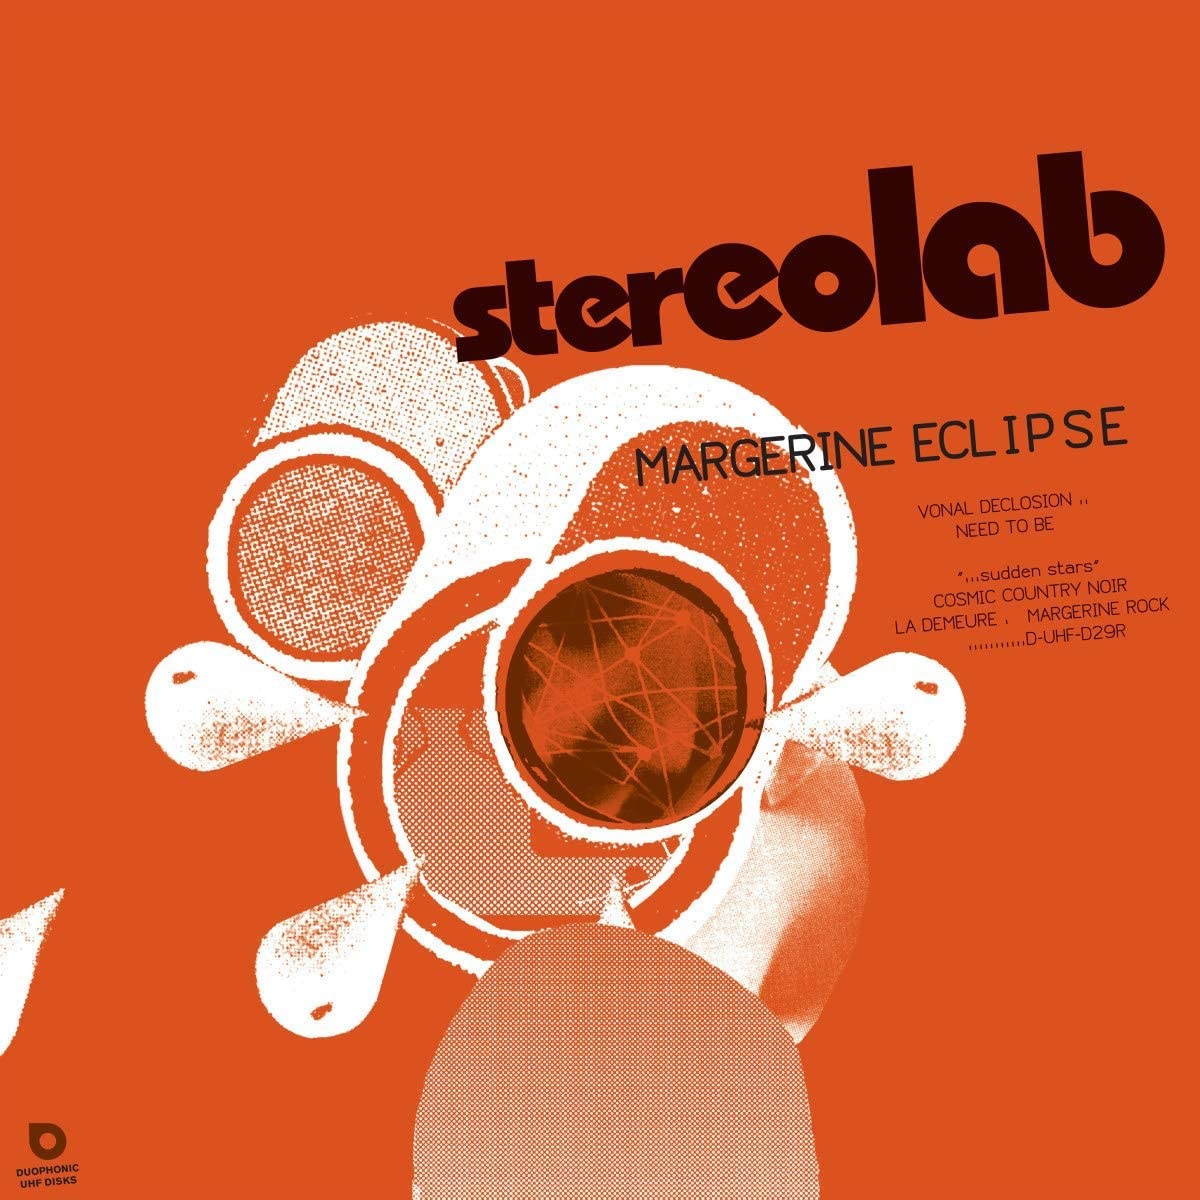 stereolab
MARGERINE ECLIPSE
VONAL DECLOSION ,,
NEED TO BE
",,,sudden stars"
COSMIC COUNTRY NOIR
LA DEMEURE , MARGERINE ROCK
,,,,,,,,,,,D-UHF-D29R
DUOPHONIC
UHF DISKS